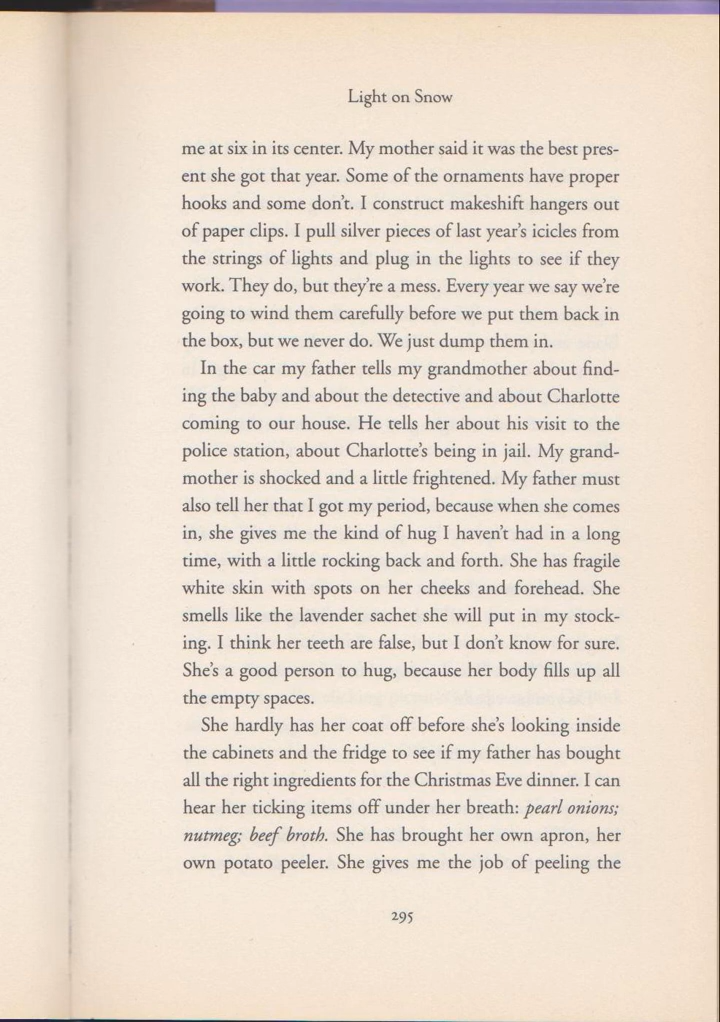 Light on Snow
me at six in its center. My mother said it was the best pres-
ent she got that year. Some of the ornaments have proper
hooks and some don't. I construct makeshift hangers out
of paper clips. I pull silver pieces of last year's icicles from
the strings of lights and plug in the lights to see if they
work. They do, but they're a mess. Every year we say we're
going to wind them carefully before we put them back in
the box, but we never do. We just dump them in.
In the car my father tells my grandmother about find-
ing the baby and about the detective and about Charlotte
coming to our house. He tells her about his visit to the
police station, about Charlotte's being in jail. My grand-
mother is shocked and a little frightened. My father must
also tell her that I got my period, because when she comes
in, she gives me the kind of hug I haven't had in a long
time, with a little rocking back and forth. She has fragile
white skin with spots on her cheeks and forehead. She
smells like the lavender sachet she will put in my stock-
ing. I think her teeth are false, but I don't know for sure.
She's a good person to hug, because her body fills up all
the empty spaces.
She hardly has her coat off before she's looking inside
the cabinets and the fridge to see if my father has bought
all the right ingredients for the Christmas Eve dinner. I can
hear her ticking items off under her breath: pearl onions;
nutmeg; beef broth. She has brought her own apron, her
own potato peeler. She gives me the job of peeling the
295